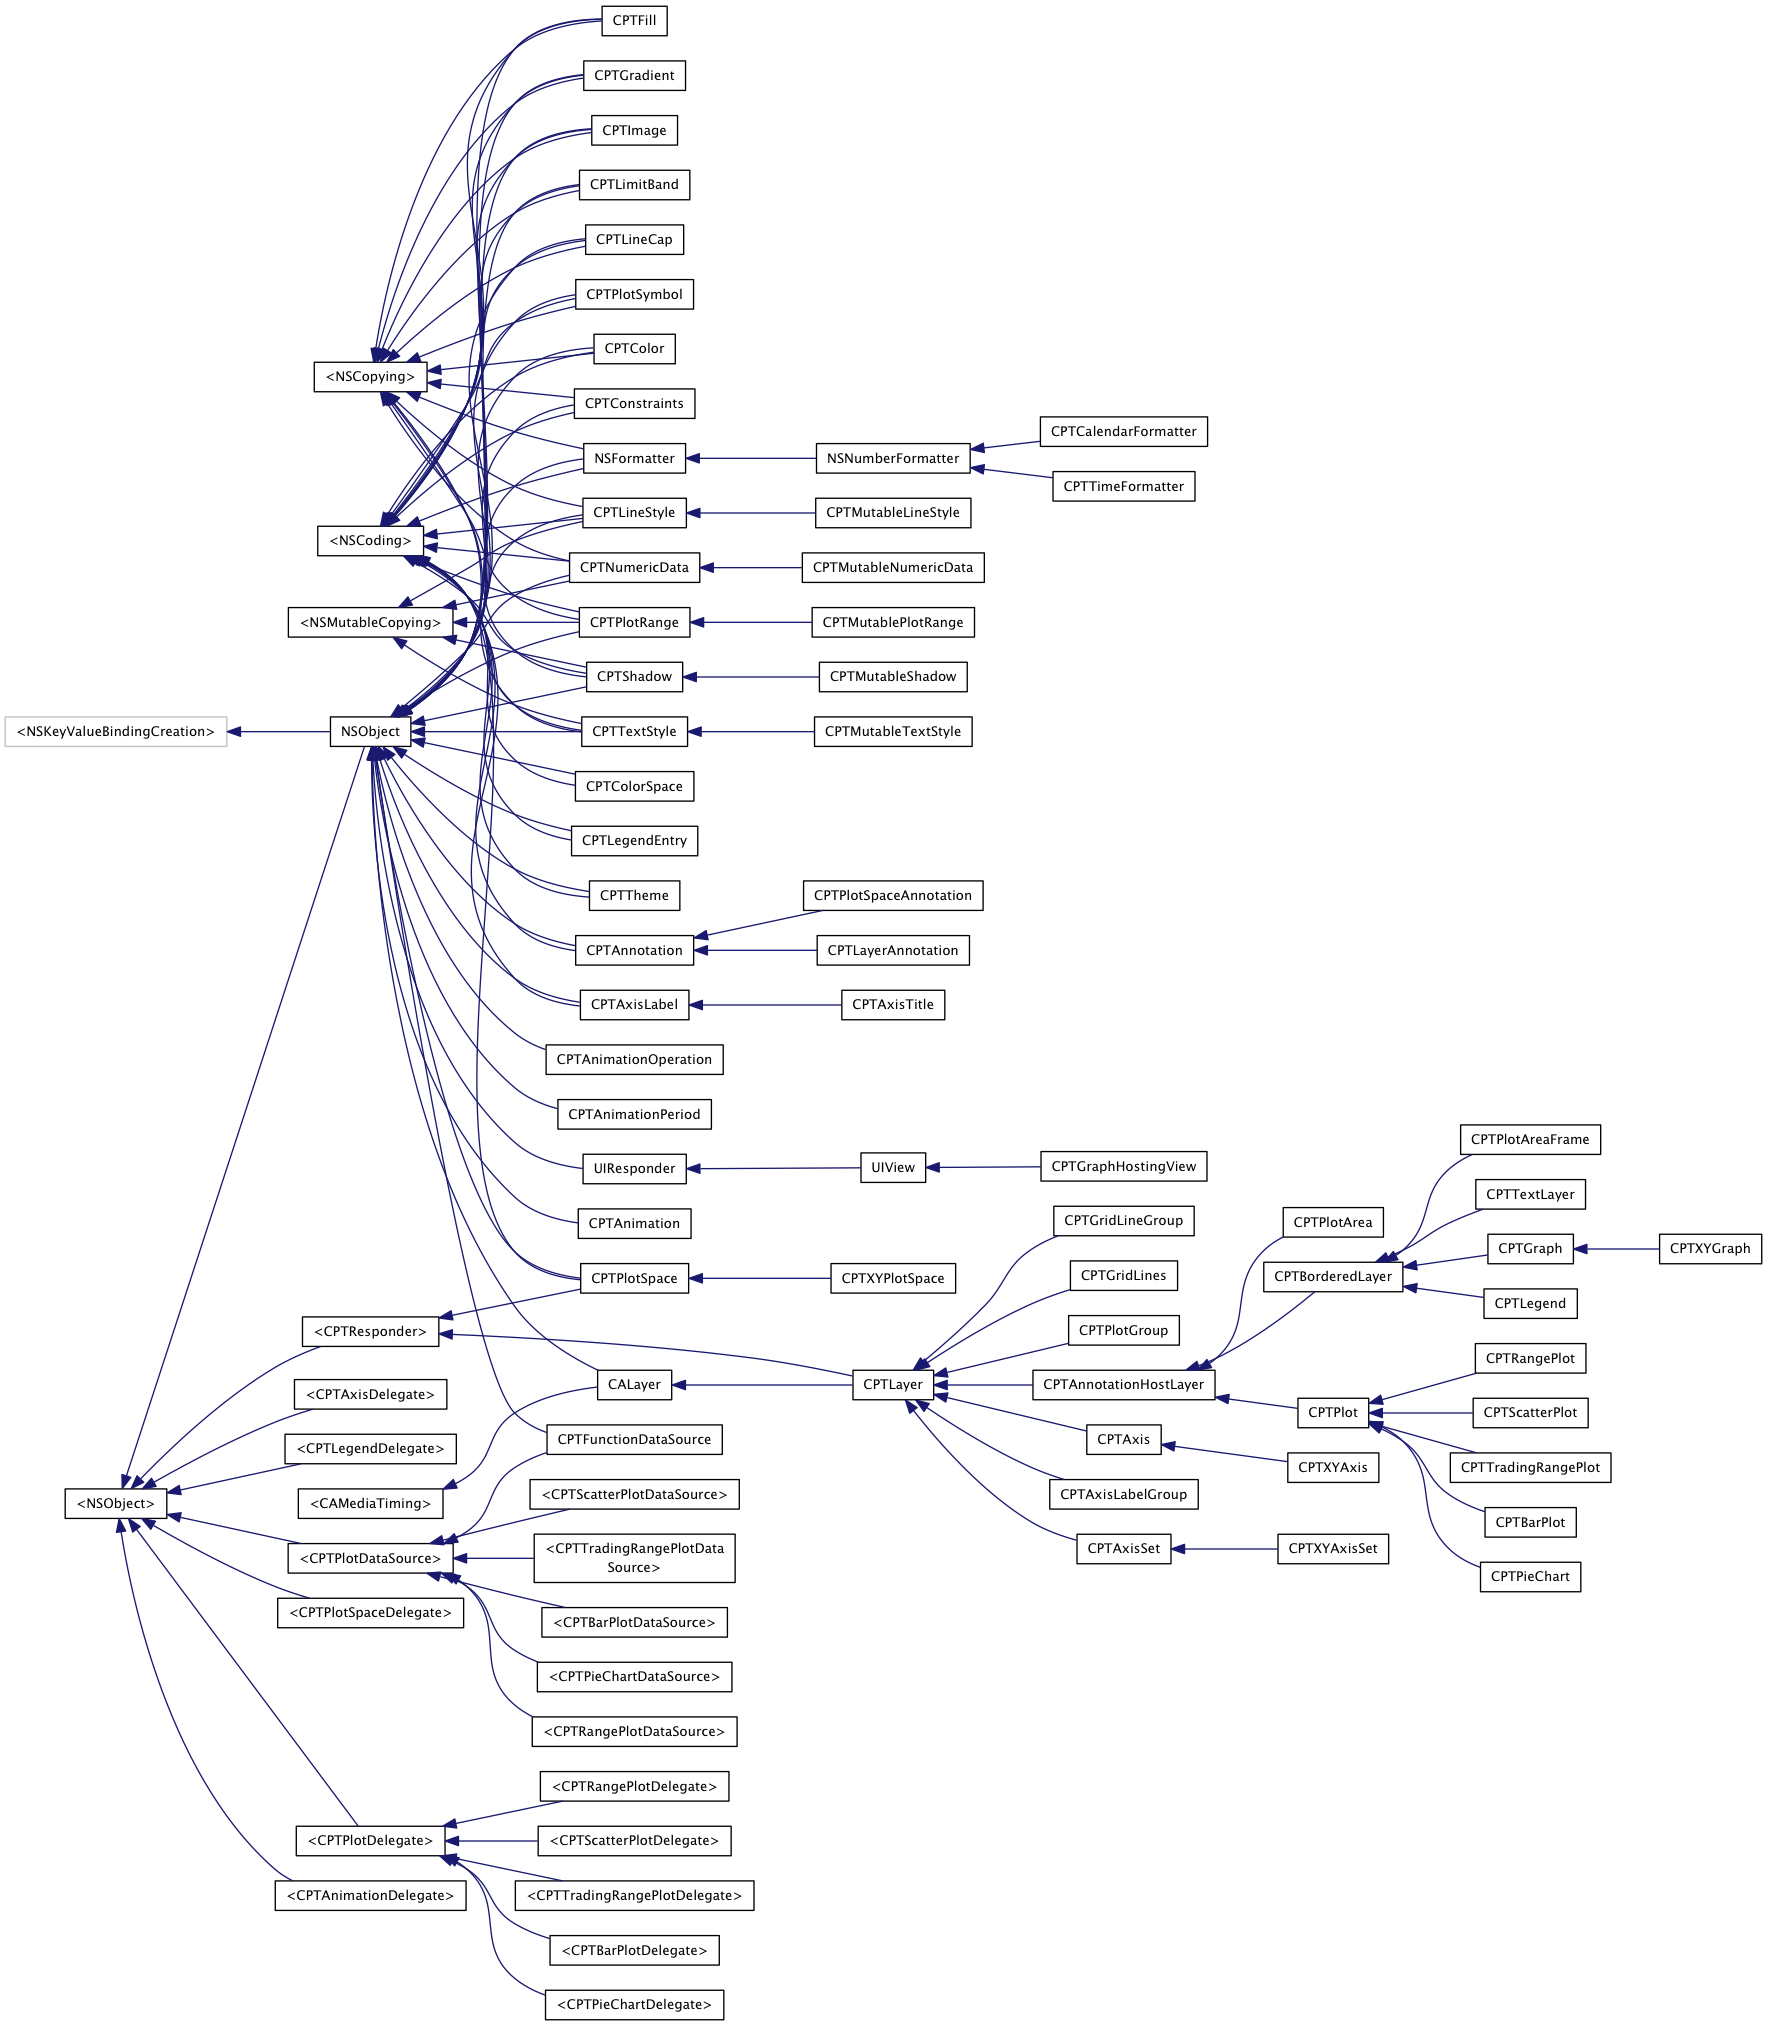 CPTFill
CPTGradient
CPTImage
CPTLimitBand
CPTLineCap
CPTPlotSymbol
CPTColor
<NSCopying>
CPTConstraints
CPTCalendarFormatter
NSFormatter
NSNumberFormatter
CPTTimeFormatter
CPTLineStyle
CPTMutableLineStyle
<NSCoding>
CPTNumericData
CPTMutableNumericData
<NSMutableCopying>
CPTPlotRange
CPTMutablePlotRange
CPTShadow
CPTMutableShadow
<NSKeyValueBindingCreation>
NSObject
CPTTextStyle
CPTMutableTextStyle
CPTColorSpace
CPTLegendEntry
CPTTheme
CPTPlotSpaceAnnotation
CPTAnnotation
CPTLayerAnnotation
CPTAxisLabel
CPTAxisTitle
CPTAnimationOperation
CPTAnimationPeriod
CPTPlotAreaFrame
UIResponder
UIView
CPTGraphHostingView
CPTTextLayer
CPTAnimation
CPTGridLineGroup
CPTPlotArea
CPTGraph
CPTXYGraph
CPTPlotSpace
CPTXYPlotSpace
CPTGridLines
CPTBorderedLayer
CPTLegend
<CPTResponder>
CPTPlotGroup
CPTRangePlot
CALayer
CPTLayer
CPTAnnotationHostLayer
<CPTAxisDelegate>
CPTPlot
CPTScatterPlot
CPTFunctionDataSource
CPTAxis
<CPTLegendDelegate>
CPTXYAxis
CPTTradingRangePlot
<NSObject>
<CAMediaTiming>
<CPTScatterPlotDataSource>
CPTAxisLabelGroup
CPTBarPlot
<CPTPlotDataSource>
<CPTTradingRangePlotData
Source>
CPTAxisSet
CPTXYAxisSet
CPTPieChart
<CPTPlotSpaceDelegate>
<CPTBarPlotDataSource>
<CPTPieChartDataSource>
<CPTRangePlotDataSource>
<CPTRangePlotDelegate>
<CPTPlotDelegate>
<CPTScatterPlotDelegate>
<CPTAnimationDelegate>
<CPTTradingRangePlotDelegate>
<CPTBarPlotDelegate>
<CPTPieChartDelegate>